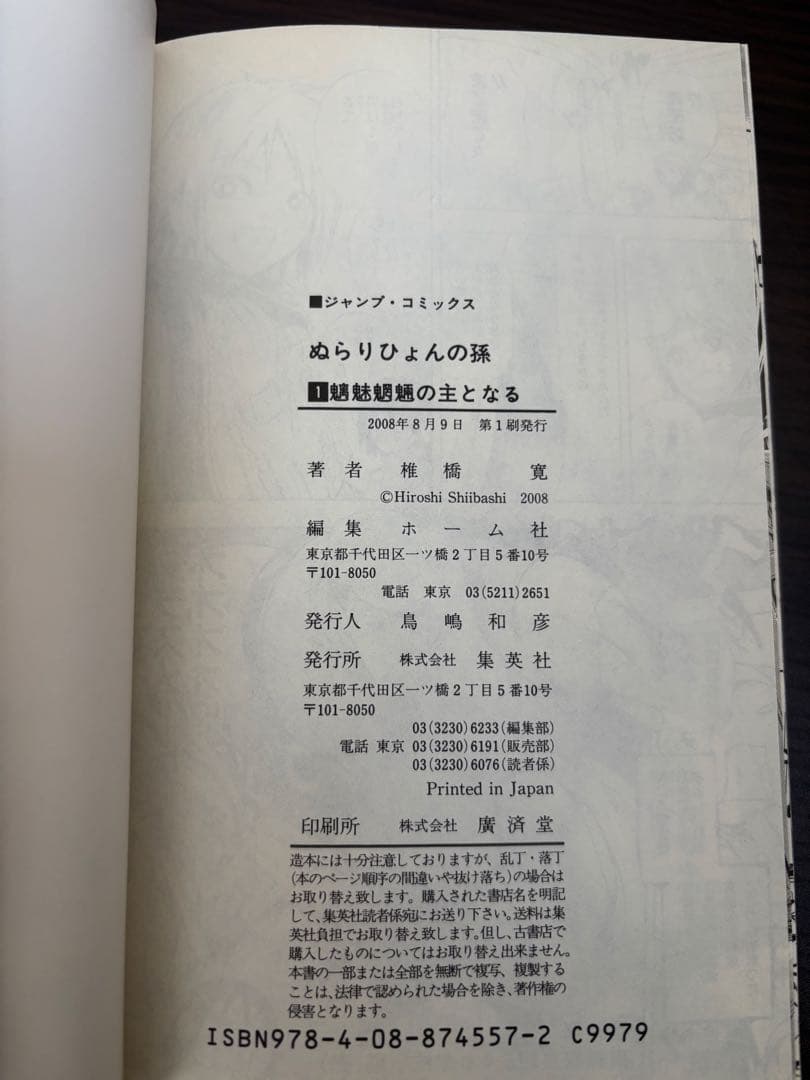 ■ジャンプ・コミックス
ぬらりひょんの孫
1魑魅魍魎の主となる
2008年8月9日 第1刷発行
著者 椎橋 寛
©Hiroshi Shiibashi 2008
編集 ホーム社
東京都千代田区一ツ橋2丁目5番10号
〒101-8050
電話 東京 03(5211)2651
発行人 鳥嶋和彦
発行所 株式会社 集英社
東京都千代田区一ツ橋2丁目5番10号
〒101-8050
03(3230)6233(編集部)
電話 東京 03(3230)6191(販売部)
03(3230)6076(読者係)
Printed in Japan
印刷所 株式会社 廣済堂
造本には十分注意しておりますが、乱丁・落丁
(本のページ順序の間違いや抜け落ち)の場合は
お取り替え致します。購入された書店名を明記
して、集英社読者係宛にお送り下さい。送料は集
英社負担でお取り替え致します。但し、古書店で
購入したものについてはお取り替え出来ません。
本書の一部または全部を無断で複写、複製する
ことは、法律で認められた場合を除き、著作権の
侵害となります。
ISBN978-4-08-874557-2 C9979